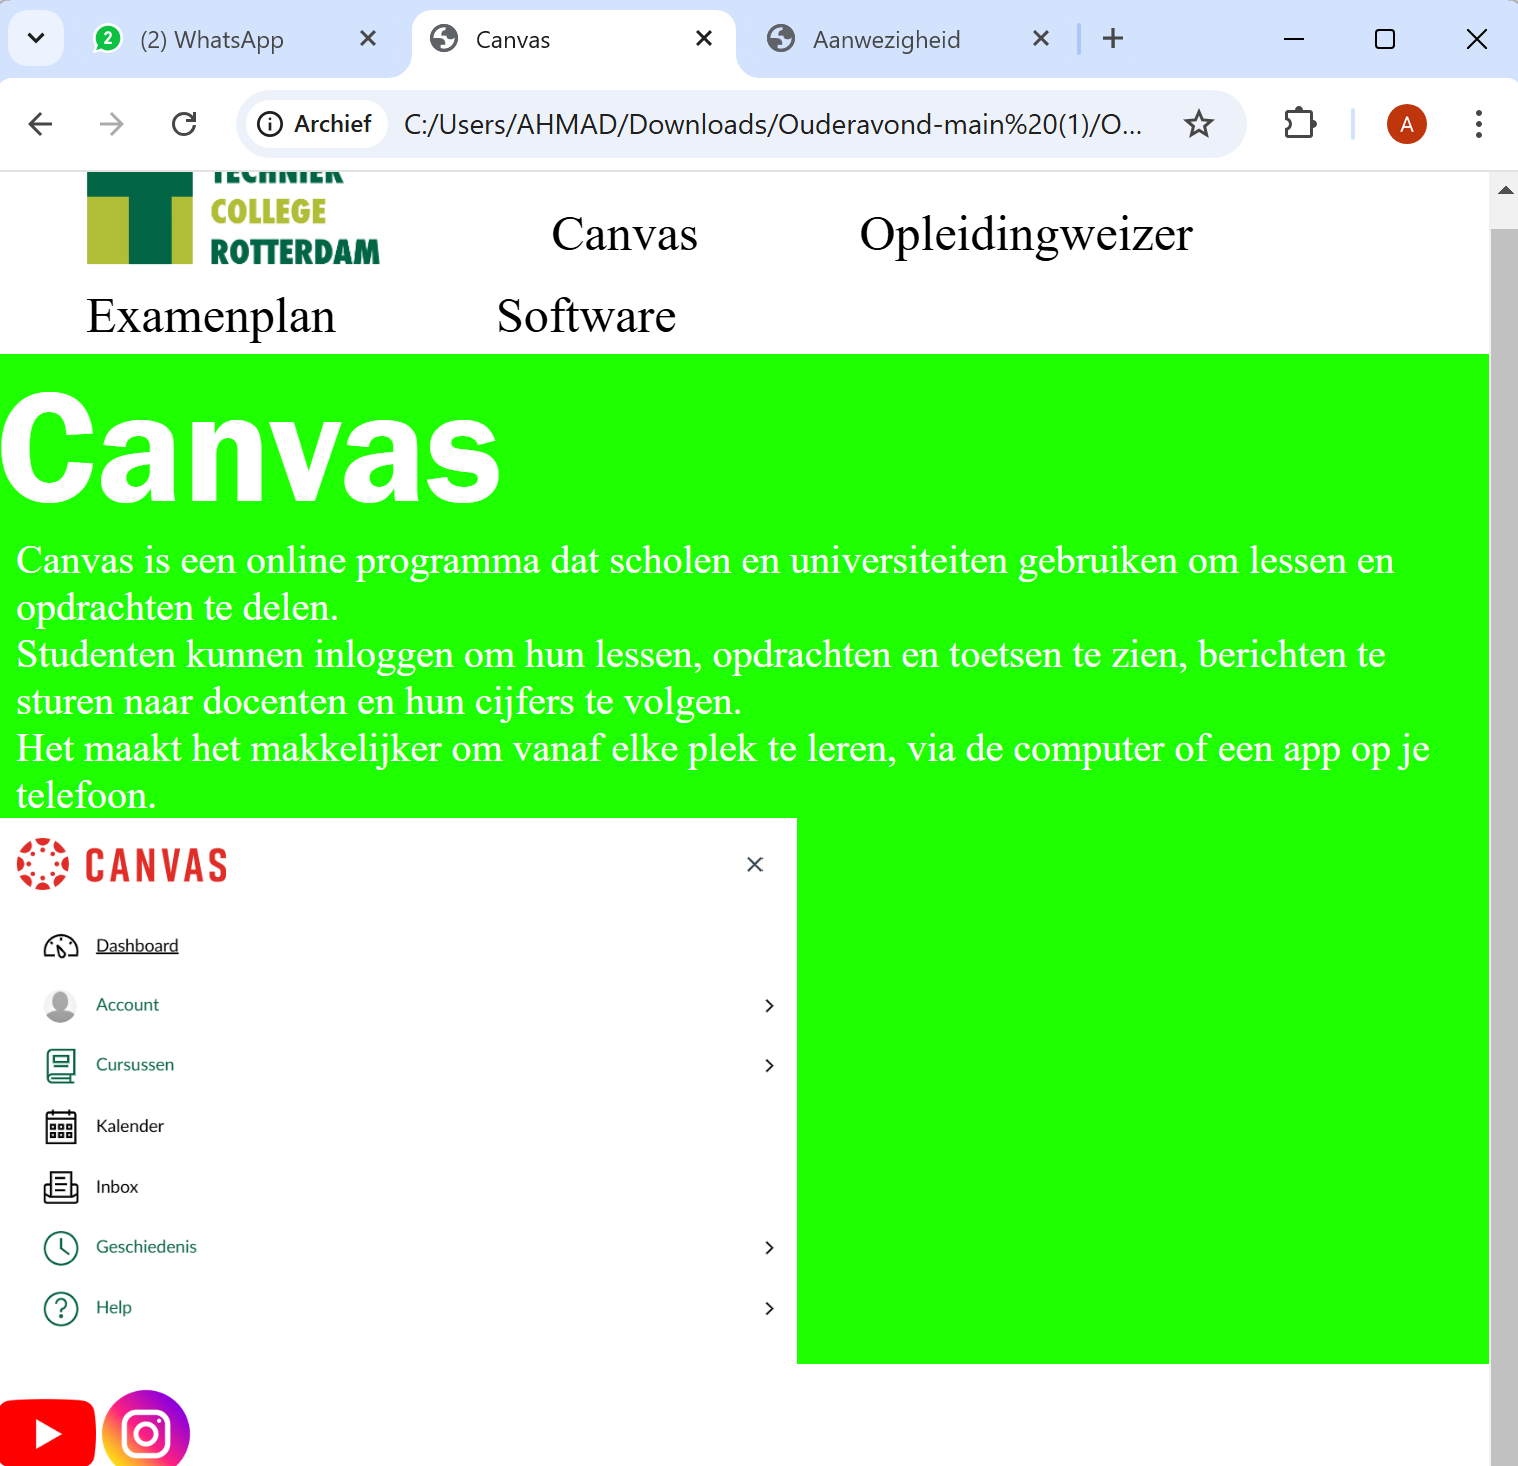 2
(2) WhatsApp
Canvas
Aanwezigheid
Archief
C:/Users/AHMAD/Downloads/Ouderavond-main%20(1)/O...
A
TECHNIEK
COLLEGE
ROTTERDAM
Canvas
Opleidingweizer
Examenplan
Software
Canvas
Canvas is een online programma dat scholen en universiteiten gebruiken om lessen en
opdrachten te delen.
Studenten kunnen inloggen om hun lessen, opdrachten en toetsen te zien, berichten te
sturen naar docenten en hun cijfers te volgen.
Het maakt het makkelijker om vanaf elke plek te leren, via de computer of een app op je
telefoon.
CANVAS
Dashboard
Account
Cursussen
Kalender
Inbox
Geschiedenis
Help